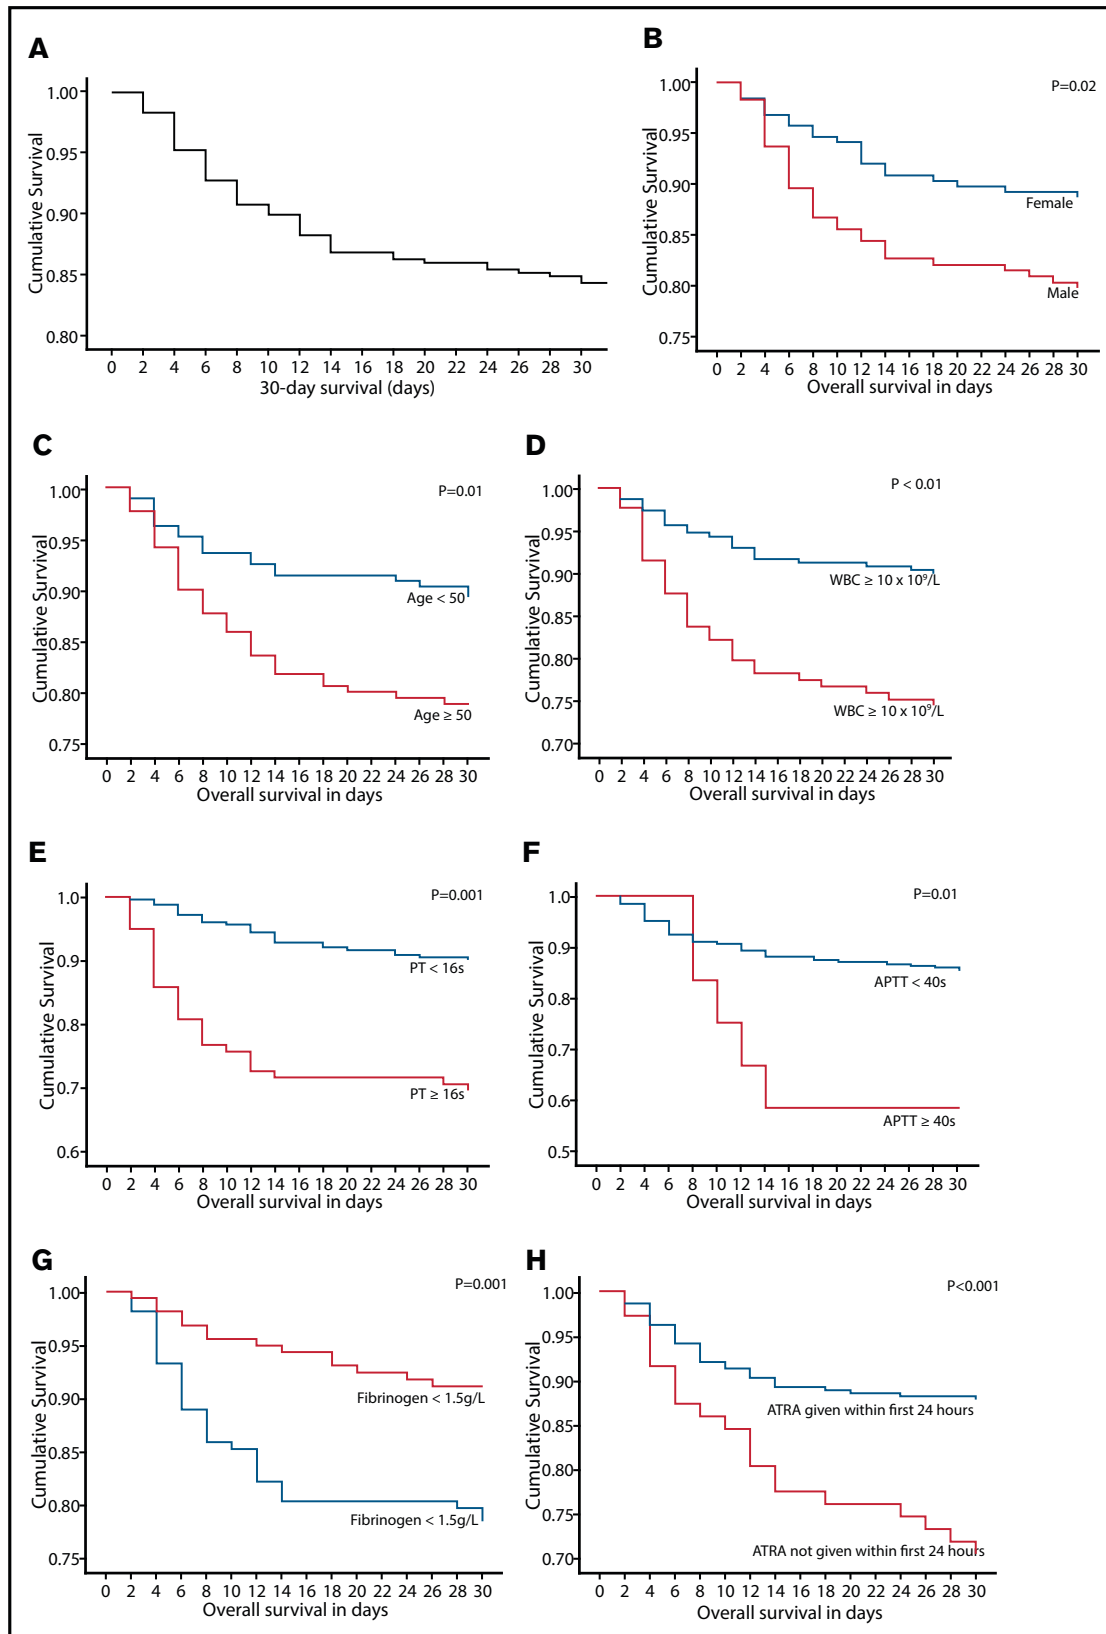 A
Cumulative Survival
1.00
0.95
0.90
0.85
0.80
0 2 4 6 8 10 12 14 16 18 20 22 24 26 28 30
30-day survival (days)
B
P=0.02
Cumulative Survival
1.00
0.95
0.90
0.85
0.80
0.75
Female
Male
0 2 4 6 8 10 12 14 16 18 20 22 24 26 28 30
Overall survival in days
C
P=0.01
Cumulative Survival
1.00
0.95
0.90
0.85
0.80
0.75
Age < 50
Age ≥ 50
0 2 4 6 8 10 12 14 16 18 20 22 24 26 28 30
Overall survival in days
D
P < 0.01
Cumulative Survival
1.00
0.95
0.90
0.85
0.80
0.75
0.70
WBC ≥ 10 x 10⁹/L
WBC ≥ 10 x 10⁹/L
0 2 4 6 8 10 12 14 16 18 20 22 24 26 28 30
Overall survival in days
E
P=0.001
Cumulative Survival
1.0
0.9
0.8
0.7
0.6
PT < 16s
PT ≥ 16s
0 2 4 6 8 10 12 14 16 18 20 22 24 26 28 30
Overall survival in days
F
P=0.01
Cumulative Survival
1.0
0.9
0.8
0.7
0.6
0.5
APTT < 40s
APTT ≥ 40s
0 2 4 6 8 10 12 14 16 18 20 22 24 26 28 30
Overall survival in days
G
P=0.001
Cumulative Survival
1.00
0.95
0.90
0.85
0.80
0.75
Fibrinogen < 1.5g/L
Fibrinogen < 1.5g/L
0 2 4 6 8 10 12 14 16 18 20 22 24 26 28 30
Overall survival in days
H
P<0.001
Cumulative Survival
1.00
0.95
0.90
0.85
0.80
0.75
0.70
ATRA given within first 24 hours
ATRA not given within first 24 hours
0 2 4 6 8 10 12 14 16 18 20 22 24 26 28 30
Overall survival in days